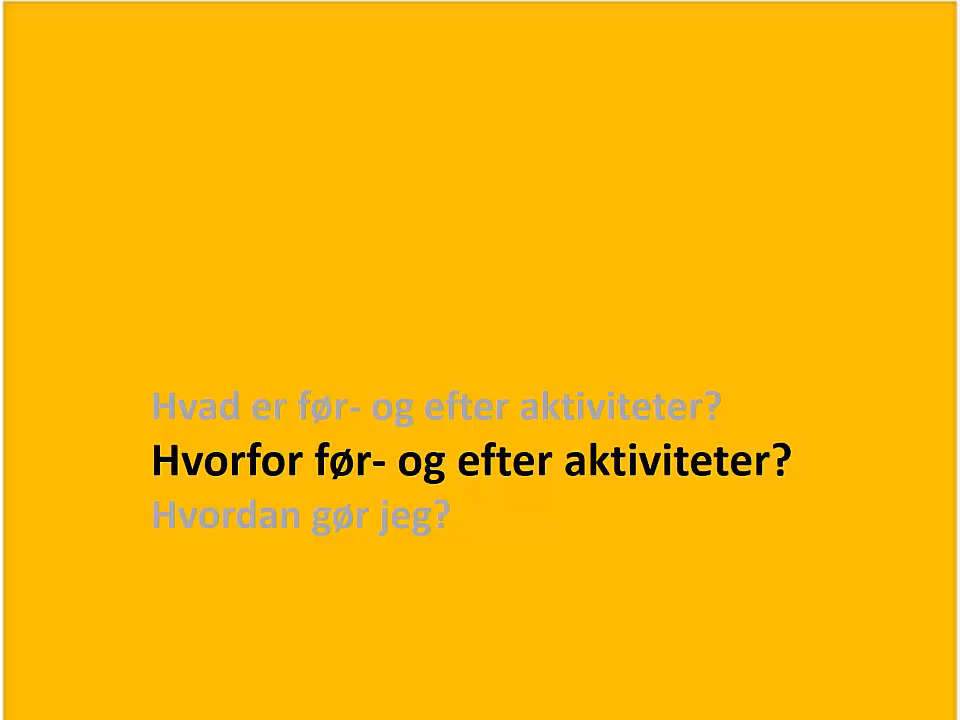 Hvad er før- og efter aktiviteter?
Hvorfor før- og efter aktiviteter?
Hvordan gør jeg?